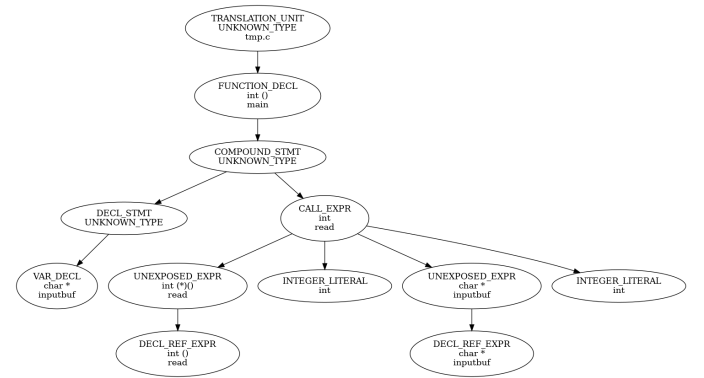 TRANSLATION_UNIT
UNKNOWN_TYPE
tmp.c
FUNCTION_DECL
int ()
main
COMPOUND_STMT
UNKNOWN_TYPE
DECL_STMT
UNKNOWN_TYPE
CALL_EXPR
int
read
VAR_DECL
char *
inputbuf
UNEXPOSED_EXPR
int (*)()
read
INTEGER_LITERAL
int
UNEXPOSED_EXPR
char *
inputbuf
INTEGER_LITERAL
int
DECL_REF_EXPR
int ()
read
DECL_REF_EXPR
char *
inputbuf